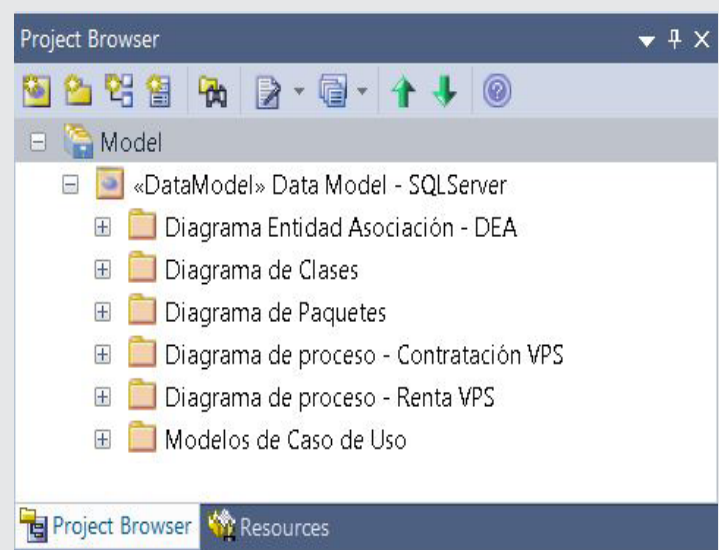 Project Browser
Model
«DataModel» Data Model - SQLServer
Diagrama Entidad Asociación - DEA
Diagrama de Clases
Diagrama de Paquetes
Diagrama de proceso - Contratación VPS
Diagrama de proceso - Renta VPS
Modelos de Caso de Uso
Project Browser Resources